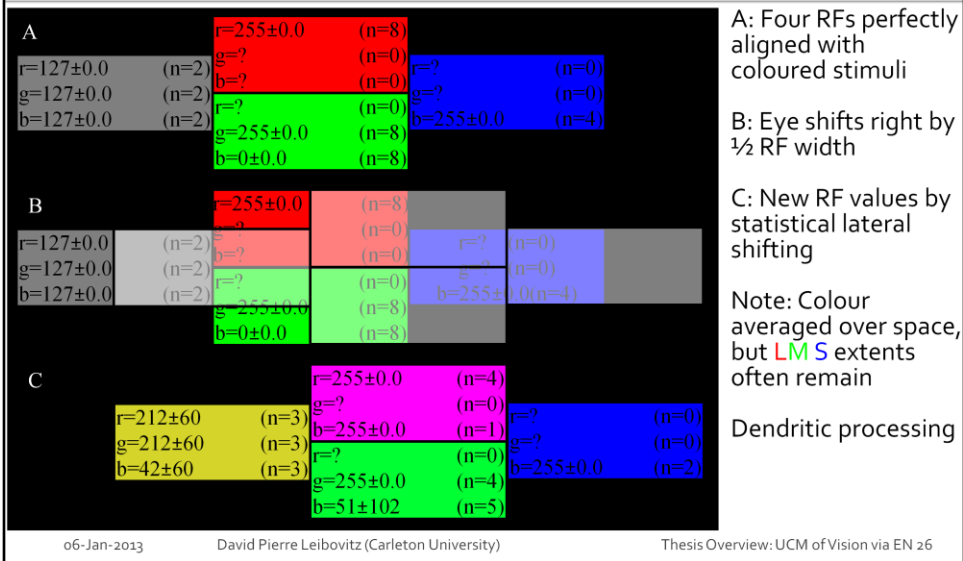 A
r=255±0.0 (n=8)
g=? (n=0)
b=? (n=0)
r=127±0.0 (n=2)
g=127±0.0 (n=2)
b=127±0.0 (n=2)
r=? (n=0)
g=255±0.0 (n=8)
b=0±0.0 (n=8)
r=? (n=0)
g=? (n=0)
b=255±0.0 (n=4)
B
r=255±0.0 (n=8)
g=? (n=0)
b=? (n=0)
r=127±0.0 (n=2)
g=127±0.0 (n=2)
b=127±0.0 (n=2)
r=? (n=0)
g=255±0.0 (n=8)
b=0±0.0 (n=8)
r=? (n=0)
g=? (n=0)
b=255±0.0(n=4)
C
r=255±0.0 (n=4)
g=? (n=0)
b=255±0.0 (n=1)
r=212±60 (n=3)
g=212±60 (n=3)
b=42±60 (n=3)
r=? (n=0)
g=255±0.0 (n=4)
b=51±102 (n=5)
r=? (n=0)
g=? (n=0)
b=255±0.0 (n=2)
A: Four RFs perfectly
aligned with
coloured stimuli
B: Eye shifts right by
½ RF width
C: New RF values by
statistical lateral
shifting
Note: Colour
averaged over space,
but LM S extents
often remain
Dendritic processing
06-Jan-2013 David Pierre Leibovitz (Carleton University) Thesis Overview: UCM of Vision via EN 26